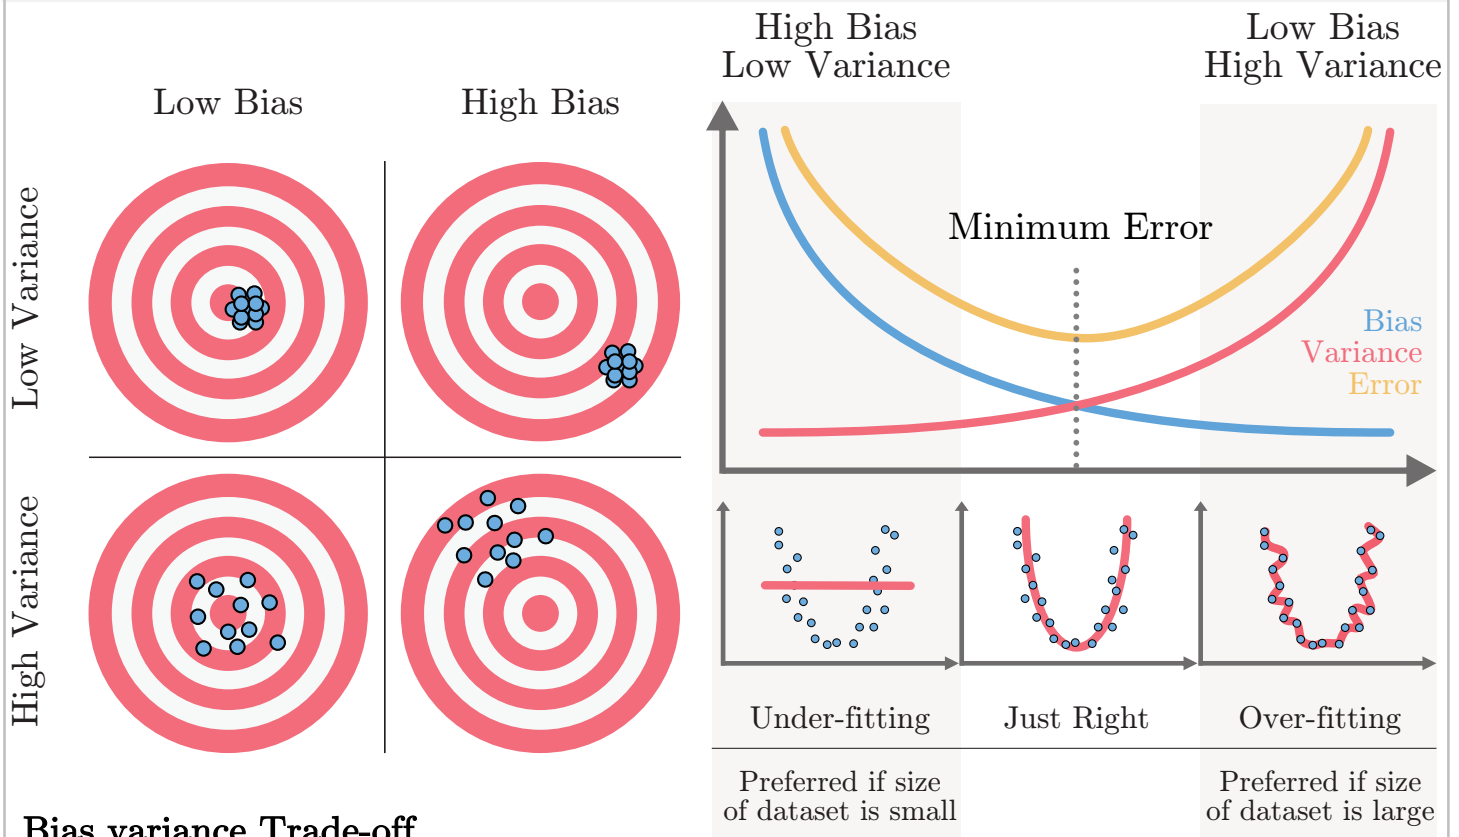 Low Bias
High Bias
Low Variance
High Variance
High Bias
Low Variance
Low Bias
High Variance
Minimum Error
Bias
Variance
Error
Under-fitting
Just Right
Over-fitting
Preferred if size
of dataset is small
Preferred if size
of dataset is large
Bias variance Trade-off